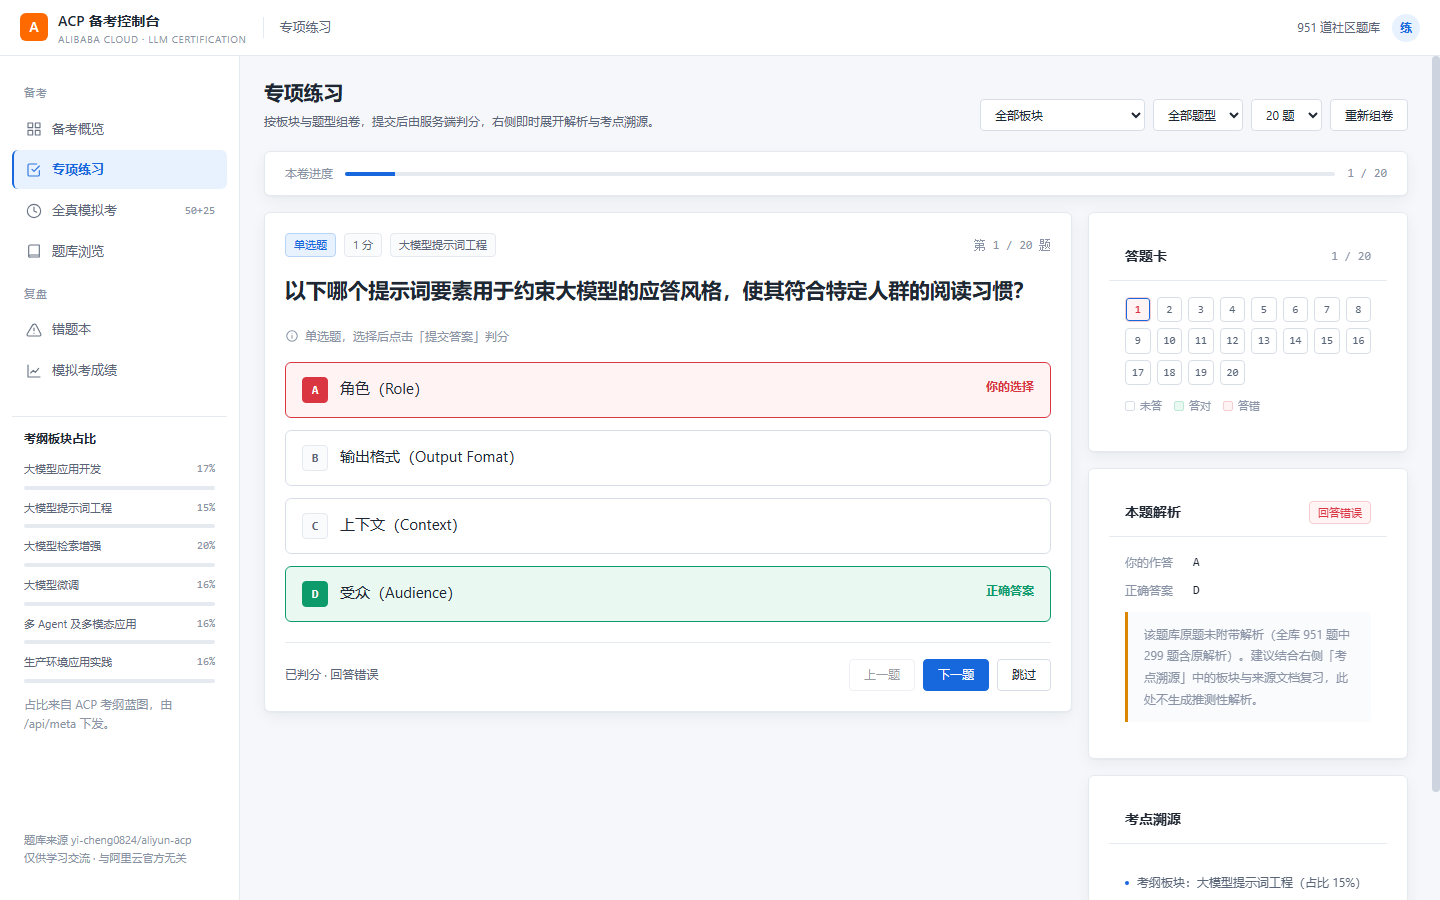 A
ACP 备考控制台
ALIBABA CLOUD · LLM CERTIFICATION
专项练习
951 道社区题库
练
备考
备考概览
专项练习
全真模拟考
50+25
题库浏览
复盘
错题本
模拟考成绩
考纲板块占比
大模型应用开发
17%
大模型提示词工程
15%
大模型检索增强
20%
大模型微调
16%
多 Agent 及多模态应用
16%
生产环境应用实践
16%
占比来自 ACP 考纲蓝图，由
/api/meta 下发。
题库来源 yi-cheng0824/aliyun-acp
仅供学习交流 · 与阿里云官方无关
专项练习
按板块与题型组卷，提交后由服务端判分，右侧即时展开解析与考点溯源。
全部板块
全部题型
20 题
重新组卷
本卷进度
1 / 20
单选题
1 分
大模型提示词工程
第 1 / 20 题
以下哪个提示词要素用于约束大模型的应答风格，使其符合特定人群的阅读习惯？
单选题，选择后点击「提交答案」判分
A
角色（Role）
你的选择
B
输出格式（Output Fomat）
C
上下文（Context）
D
受众（Audience）
正确答案
已判分 · 回答错误
上一题
下一题
跳过
答题卡
1 / 20
1 2 3 4 5 6 7 8
9 10 11 12 13 14 15 16
17 18 19 20
未答 答对 答错
本题解析
回答错误
你的作答 A
正确答案 D
该题库原题未附带解析（全库 951 题中
299 题含原解析）。建议结合右侧「考
点溯源」中的板块与来源文档复习，此
处不生成推测性解析。
考点溯源
考纲板块：大模型提示词工程（占比 15%）